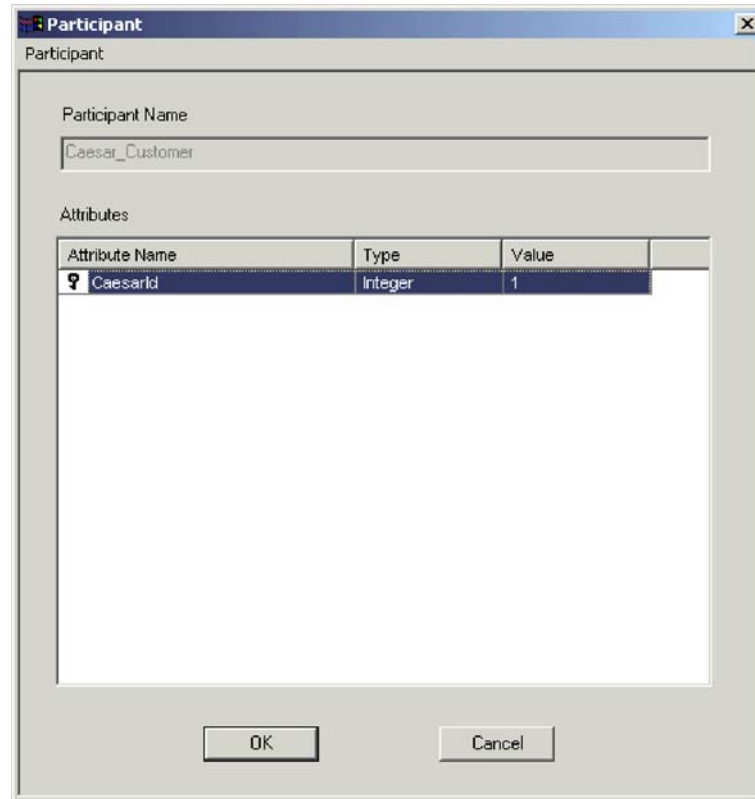 Participant
Participant
Participant Name
Caesar_Customer
Attributes
Attribute Name Type Value
CaesarId Integer 1
OK Cancel